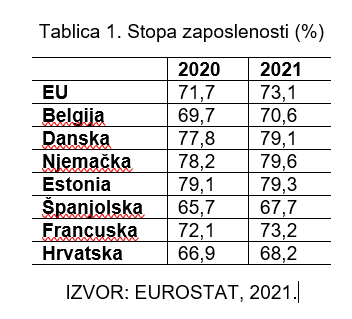 Tablica 1. Stopa zaposlenosti (%)
2020 2021
EU 71,7 73,1
Belgija 69,7 70,6
Danska 77,8 79,1
Njemačka 78,2 79,6
Estonia 79,1 79,3
Španjolska 65,7 67,7
Francuska 72,1 73,2
Hrvatska 66,9 68,2
IZVOR: EUROSTAT, 2021.